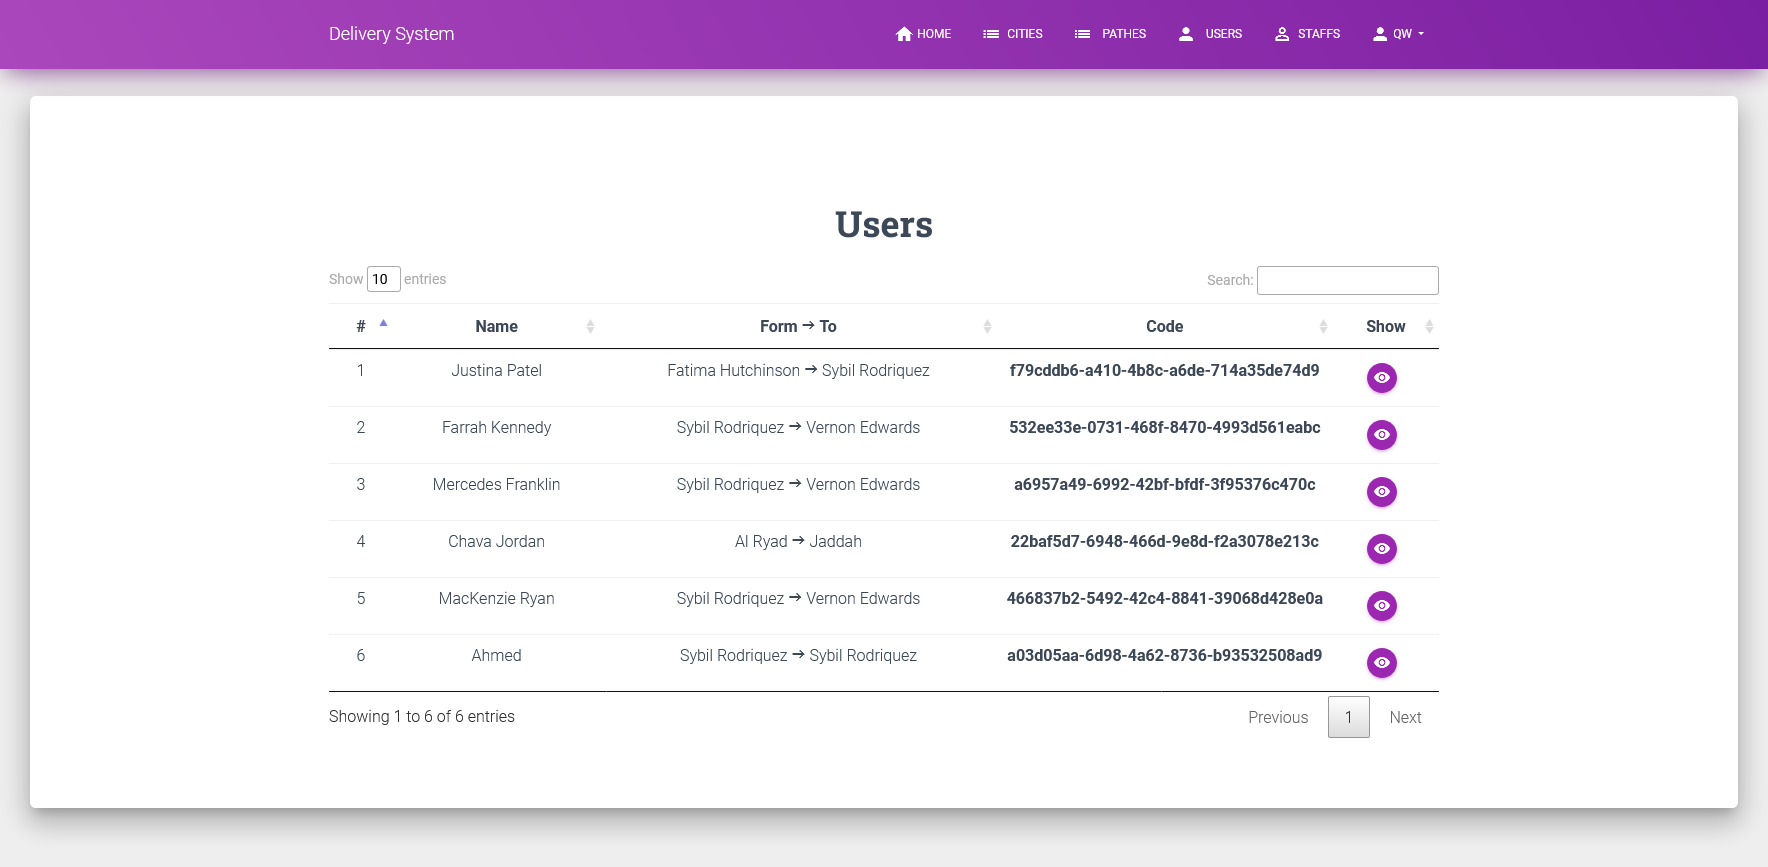 Delivery System HOME CITIES PATHES USERS STAFFS QW
Users
Show 10 entries Search:
# Name Form → To Code Show
1 Justina Patel Fatima Hutchinson → Sybil Rodriquez f79cddb6-a410-4b8c-a6de-714a35de74d9
2 Farrah Kennedy Sybil Rodriquez → Vernon Edwards 532ee33e-0731-468f-8470-4993d561eabc
3 Mercedes Franklin Sybil Rodriquez → Vernon Edwards a6957a49-6992-42bf-bfdf-3f95376c470c
4 Chava Jordan Al Ryad → Jaddah 22baf5d7-6948-466d-9e8d-f2a3078e213c
5 MacKenzie Ryan Sybil Rodriquez → Vernon Edwards 466837b2-5492-42c4-8841-39068d428e0a
6 Ahmed Sybil Rodriquez → Sybil Rodriquez a03d05aa-6d98-4a62-8736-b93532508ad9
Showing 1 to 6 of 6 entries Previous 1 Next